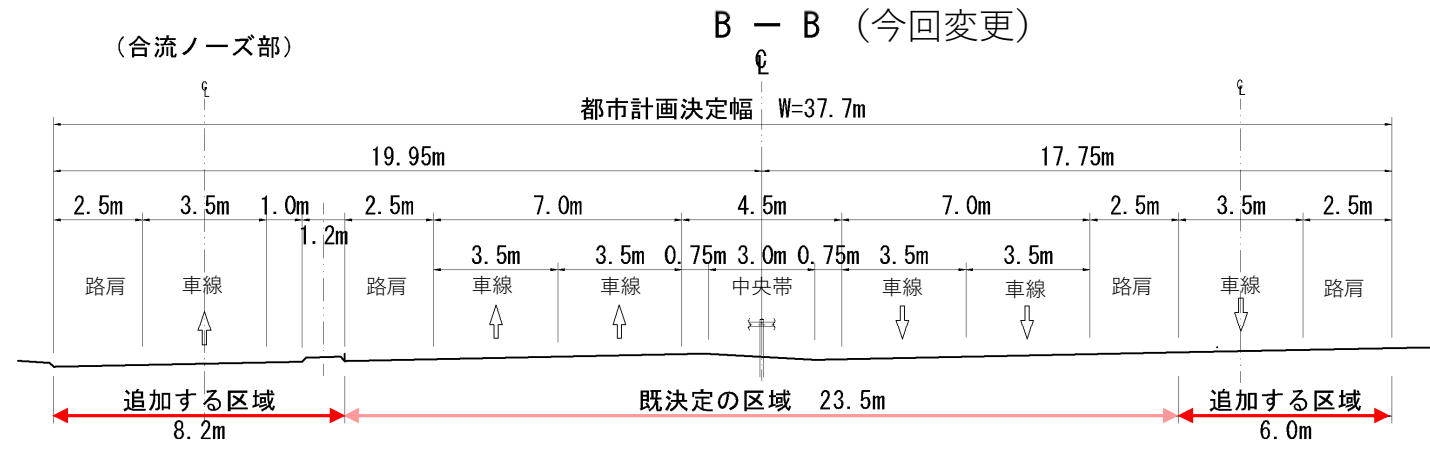 B － B （今回変更）
（合流ノーズ部）
℄
℄ ℄
都市計画決定幅 W=37.7m
19.95m 17.75m
2.5m 3.5m 1.0m 2.5m 7.0m 4.5m 7.0m 2.5m 3.5m 2.5m
1.2m
3.5m 3.5m 0.75m 3.0m 0.75m 3.5m 3.5m
路肩 車線 路肩 車線 車線 中央帯 車線 車線 路肩 車線 路肩
追加する区域 既決定の区域 23.5m 追加する区域
8.2m 6.0m